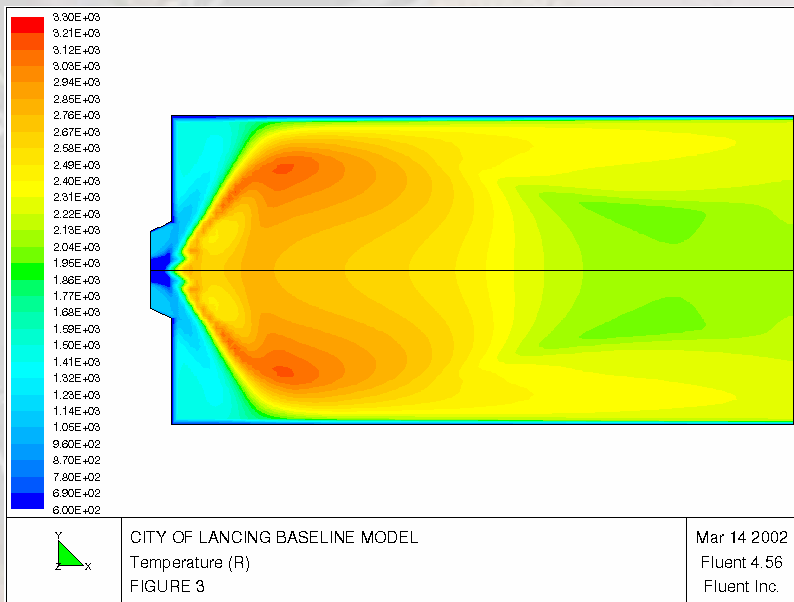 3.30E+03
3.21E+03
3.12E+03
3.03E+03
2.94E+03
2.85E+03
2.76E+03
2.67E+03
2.58E+03
2.49E+03
2.40E+03
2.31E+03
2.22E+03
2.13E+03
2.04E+03
1.95E+03
1.86E+03
1.77E+03
1.68E+03
1.59E+03
1.50E+03
1.41E+03
1.32E+03
1.23E+03
1.14E+03
1.05E+03
9.60E+02
8.70E+02
7.80E+02
6.90E+02
6.00E+02
Y
Z X
CITY OF LANCING BASELINE MODEL
Temperature (R)
FIGURE 3
Mar 14 2002
Fluent 4.56
Fluent Inc.